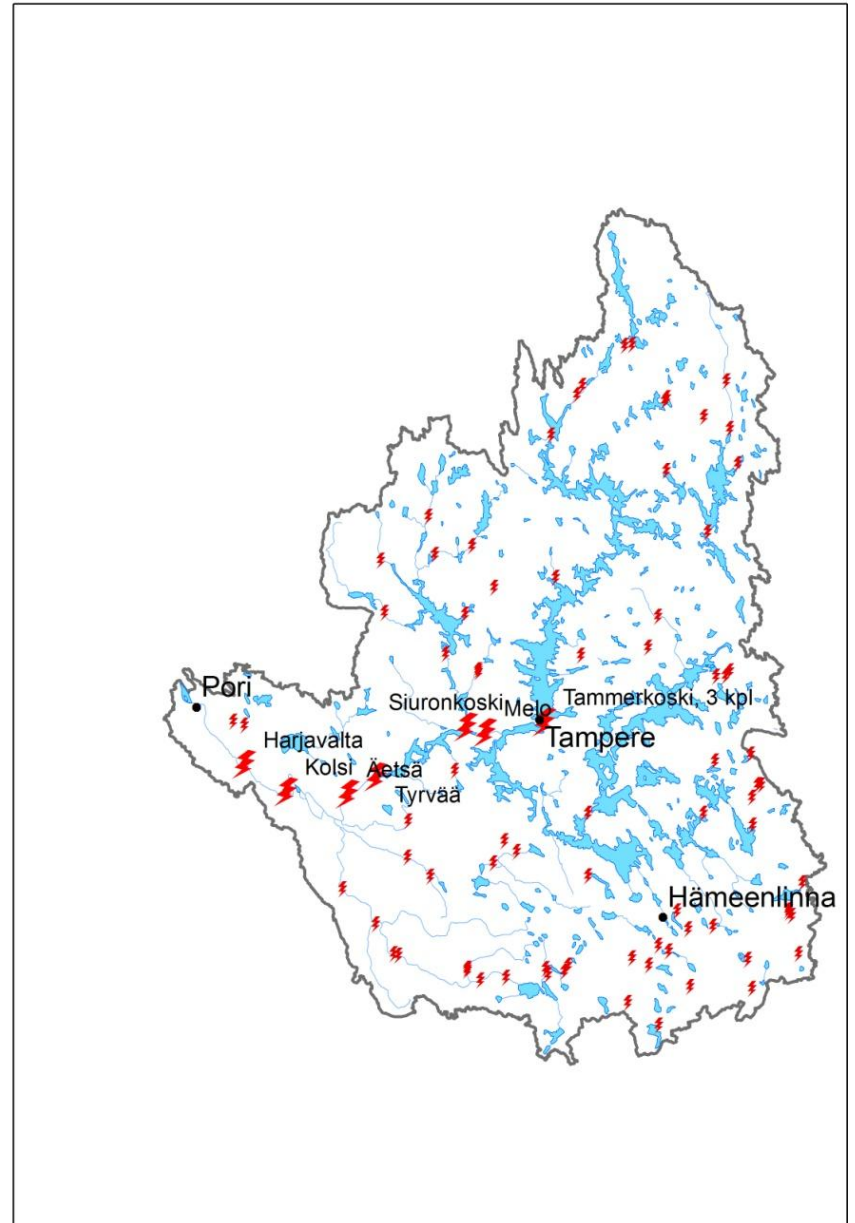 Pori
Siuronkoski
Melo
Tammerkoski, 3 kpl
Tampere
Harjavalta
Kolsi
Äetsä
Tyrvää
Hämeenlinna